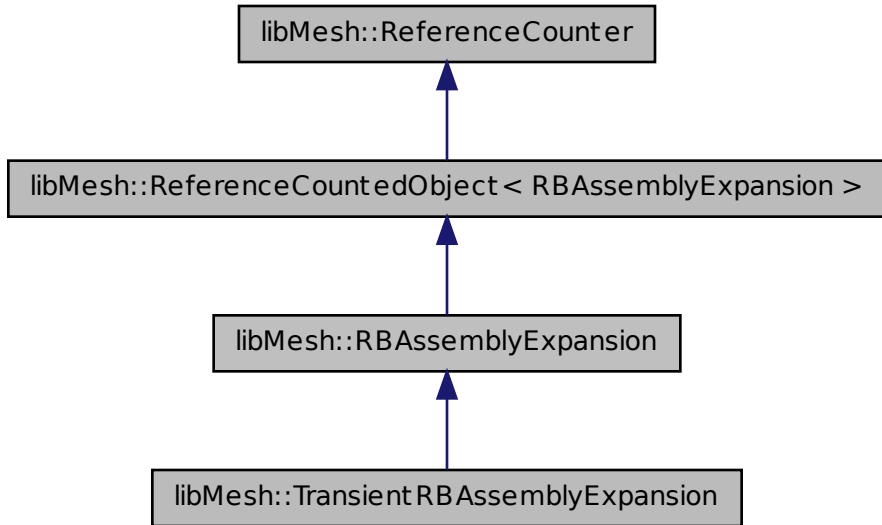 libMesh::ReferenceCounter
libMesh::ReferenceCountedObject< RBAssemblyExpansion >
libMesh::RBAssemblyExpansion
libMesh::TransientRBAssemblyExpansion